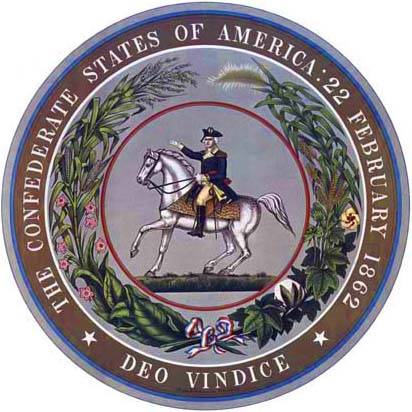 THE CONFEDERATE STATES OF AMERICA: 22 FEBRUARY 1862
DEO VINDICE